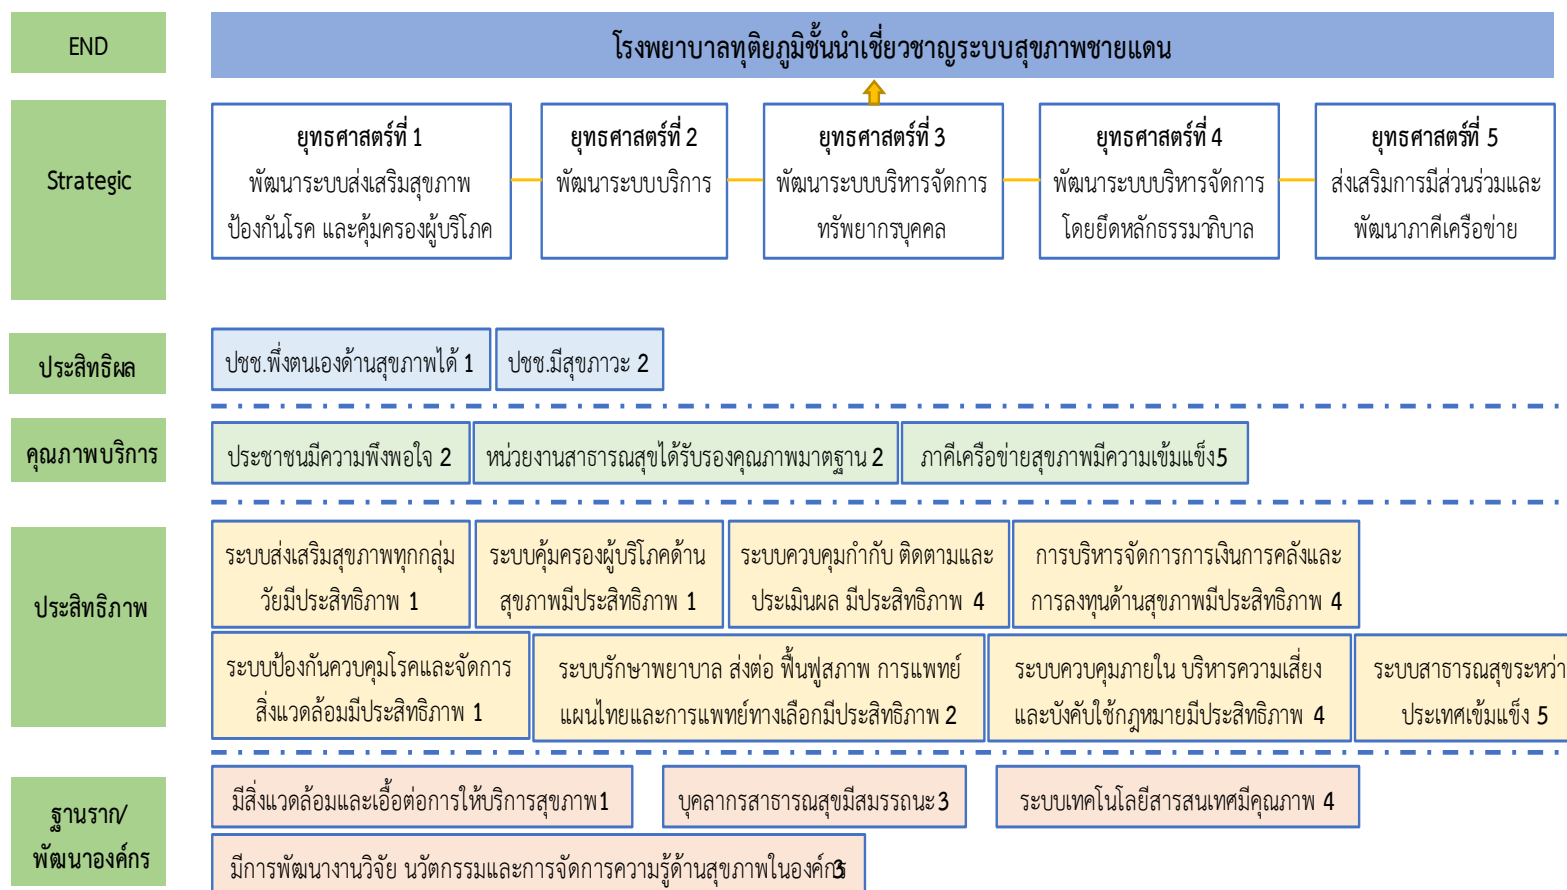 END
โรงพยาบาลทุติยภูมิชั้นนำเชี่ยวชาญระบบสุขภาพชายแดน
Strategic
ยุทธศาสตร์ที่ 1
พัฒนาระบบส่งเสริมสุขภาพ
ป้องกันโรค และคุ้มครองผู้บริโภค
ยุทธศาสตร์ที่ 2
พัฒนาระบบบริการ
ยุทธศาสตร์ที่ 3
พัฒนาระบบบริหารจัดการ
ทรัพยากรบุคคล
ยุทธศาสตร์ที่ 4
พัฒนาระบบบริหารจัดการ
โดยยึดหลักธรรมาภิบาล
ยุทธศาสตร์ที่ 5
ส่งเสริมการมีส่วนร่วมและ
พัฒนาภาคีเครือข่าย
ประสิทธิผล
ปชช.พึ่งตนเองด้านสุขภาพได้ 1
ปชช.มีสุขภาวะ 2
คุณภาพบริการ
ประชาชนมีความพึงพอใจ 2
หน่วยงานสาธารณสุขได้รับรองคุณภาพมาตฐาน 2
ภาคีเครือข่ายสุขภาพมีความเข้มแข็ง5
ประสิทธิภาพ
ระบบส่งเสริมสุขภาพทุกกลุ่ม
วัยมีประสิทธิภาพ 1
ระบบคุ้มครองผู้บริโภคด้าน
สุขภาพมีประสิทธิภาพ 1
ระบบควบคุมกำกับ ติดตามและ
ประเมินผล มีประสิทธิภาพ 4
การบริหารจัดการการเงินการคลังและ
การลงทุนด้านสุขภาพมีประสิทธิภาพ 4
ระบบป้องกันควบคุมโรคและจัดการ
สิ่งแวดล้อมมีประสิทธิภาพ 1
ระบบรักษาพยาบาล ส่งต่อ ฟื้นฟูสภาพ การแพทย์
แผนไทยและการแพทย์ทางเลือกมีประสิทธิภาพ 2
ระบบควบคุมภายใน บริหารความเสี่ยง
และบังคับใช้กฎหมายมีประสิทธิภาพ 4
ระบบสาธารณสุขระหว่า
ประเทศเข้มแข็ง 5
ฐานราก/
พัฒนาองค์กร
มีสิ่งแวดล้อมและเอื้อต่อการให้บริการสุขภาพ1
บุคลากรสาธารณสุขมีสมรรถนะ3
ระบบเทคโนโลยีสารสนเทศมีคุณภาพ 4
มีการพัฒนางานวิจัย นวัตกรรมและการจัดการความรู้ด้านสุขภาพในองค์กร3